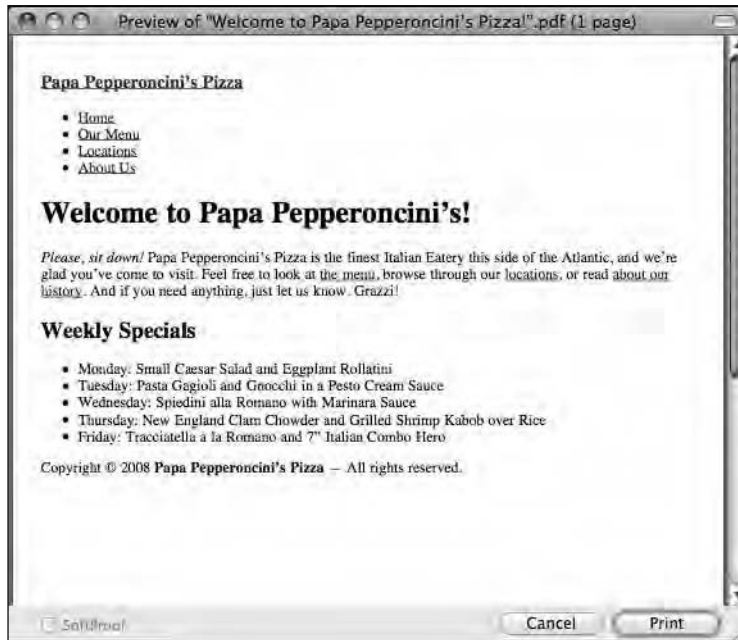 Preview of "Welcome to Papa Pepperoncini's Pizza!".pdf (1 page)
Papa Pepperoncini's Pizza
• Home
• Our Menu
• Locations
• About Us
Welcome to Papa Pepperoncini's!
Please, sit down! Papa Pepperoncini's Pizza is the finest Italian Eatery this side of the Atlantic, and we're
glad you've come to visit. Feel free to look at the menu, browse through our locations, or read about our
history. And if you need anything, just let us know. Grazzi!
Weekly Specials
• Monday: Small Caesar Salad and Eggplant Rollatini
• Tuesday: Pasta Gagioli and Gnocchi in a Pesto Cream Sauce
• Wednesday: Spiedini alla Romano with Marinara Sauce
• Thursday: New England Clam Chowder and Grilled Shrimp Kabob over Rice
• Friday: Tracciatella a la Romano and 7" Italian Combo Hero
Copyright © 2008 Papa Pepperoncini's Pizza — All rights reserved.
Softproof
Cancel
Print